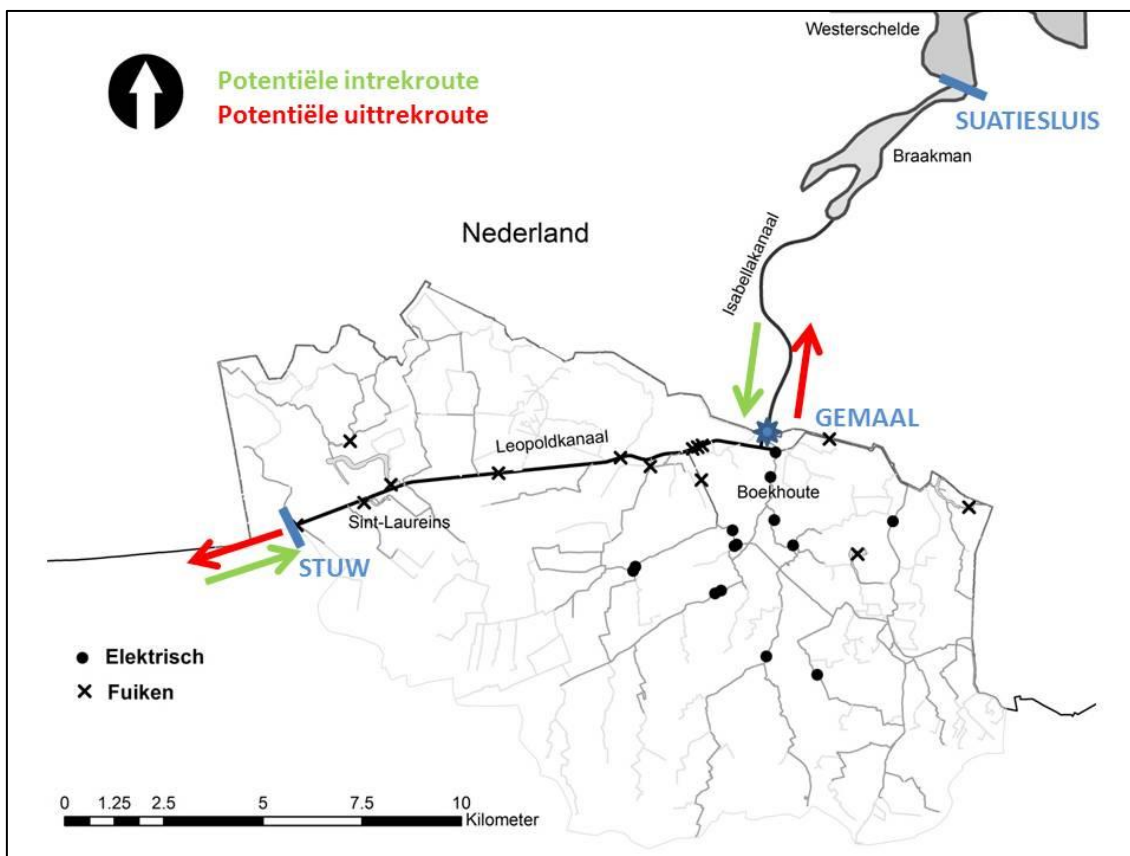 Westerschelde
Potentiële intrekroute
Potentiële uittrekroute
SUATIESLUIS
Braakman
Nederland
Isabellakanaal
GEMAAL
Leopoldkanaal
Boekhoute
Sint-Laureins
STUW
Elektrisch
Fuiken
0 1.25 2.5 5 7.5 10
Kilometer